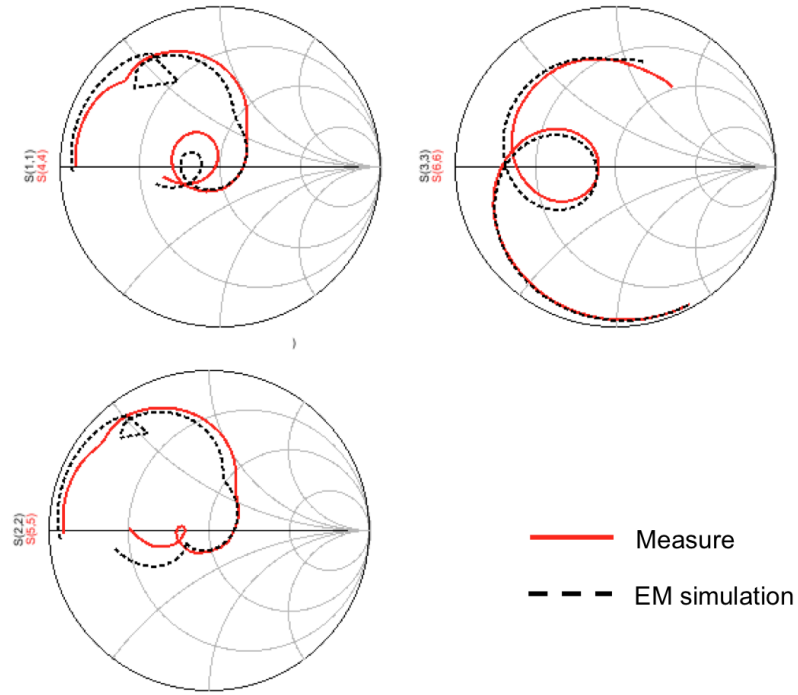 S(1,1)
S(4,4)
S(3,3)
S(6,6)
)
S(2,2)
S(5,5)
Measure
EM simulation